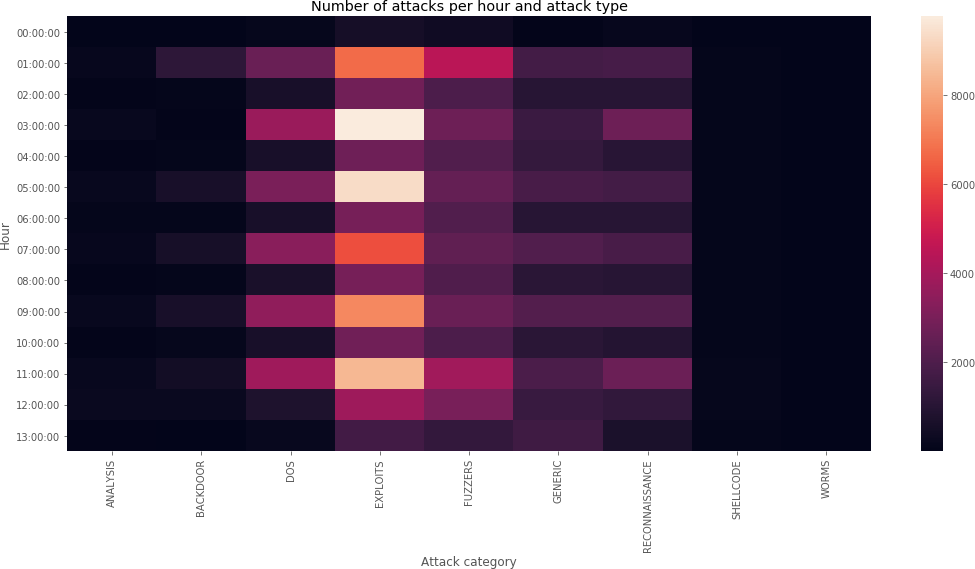 Number of attacks per hour and attack type
00:00:00
01:00:00
02:00:00
03:00:00
04:00:00
05:00:00
06:00:00
07:00:00
08:00:00
09:00:00
10:00:00
11:00:00
12:00:00
13:00:00
Hour
ANALYSIS
BACKDOOR
DOS
EXPLOITS
FUZZERS
GENERIC
RECONNAISSANCE
SHELLCODE
WORMS
Attack category
8000
6000
4000
2000